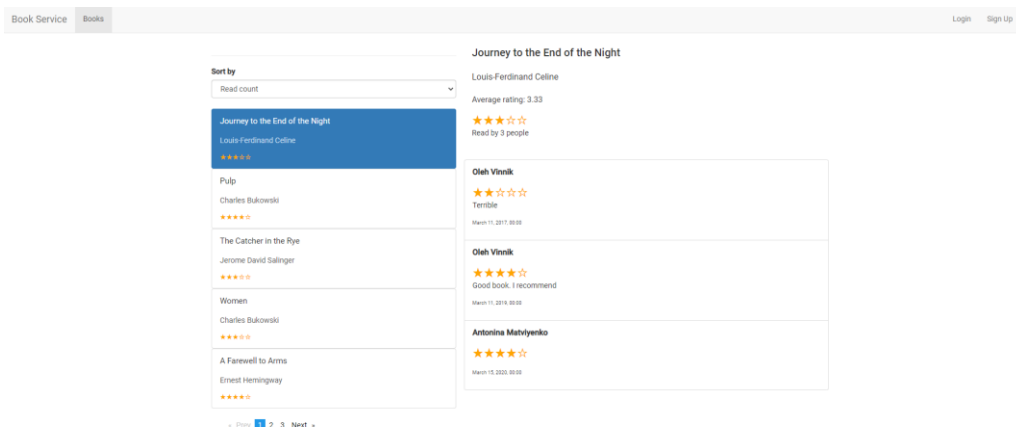 Book Service Books Login Sign Up
Sort by
Read count
Journey to the End of the Night
Louis-Ferdinand Celine
★★★☆☆
Pulp
Charles Bukowski
★★★★☆
The Catcher in the Rye
Jerome David Salinger
★★★☆☆
Women
Charles Bukowski
★★★☆☆
A Farewell to Arms
Ernest Hemingway
★★★★☆
« Prev 1 2 3 Next »
Journey to the End of the Night
Louis-Ferdinand Celine
Average rating: 3.33
★★★☆☆
Read by 3 people
Oleh Vinnik
★★☆☆☆
Terrible
March 11, 2017, 00:00
Oleh Vinnik
★★★★☆
Good book. I recommend
March 11, 2019, 00:00
Antonina Matviyenko
★★★★☆
March 15, 2020, 00:00